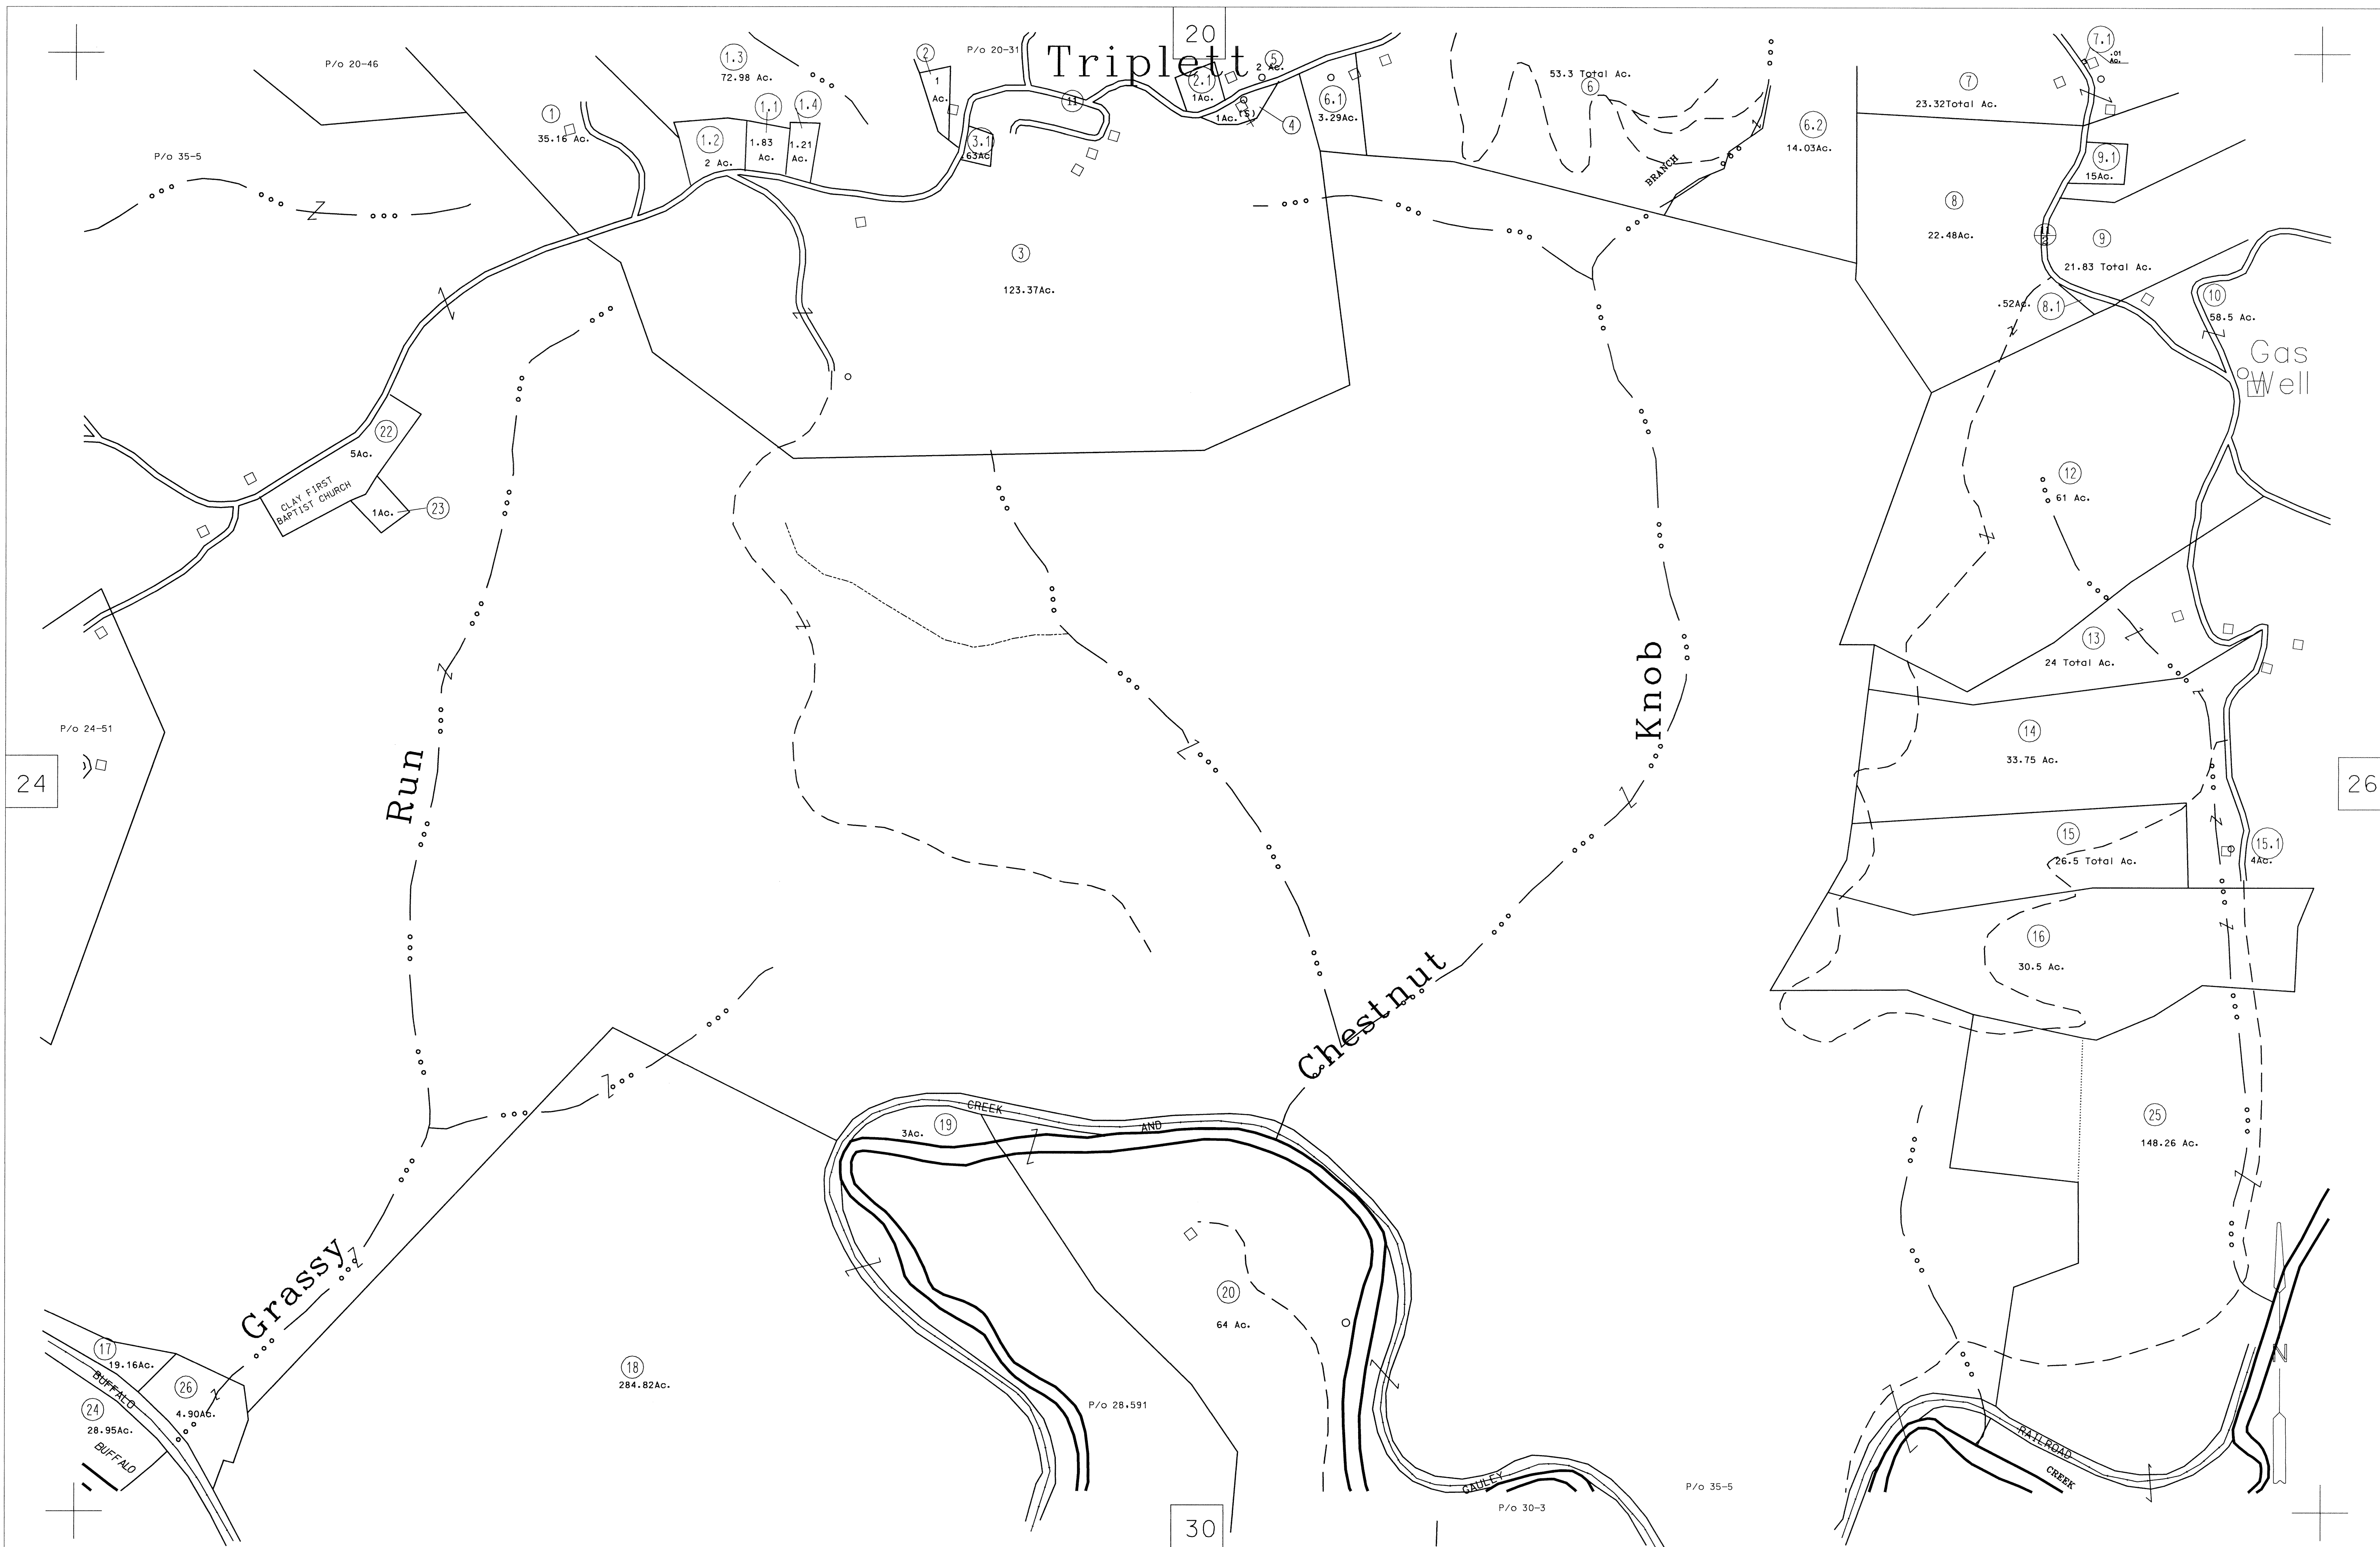 20
Triplett
P/o 20-46
1.3
72.98 Ac.
2
1
Ac.
P/o 20-31
5
2 Ac.
2.1
1Ac.
53.3 Total Ac.
6
7
23.32Total Ac.
7.1
.01
Ac.
1
35.16 Ac.
1.2
2 Ac.
1.1
1.83
Ac.
1.4
1.21
Ac.
11
3.1
.63Ac
1Ac.(S)
4
6.1
3.29Ac.
6.2
14.03Ac.
BRANCH
P/o 35-5
9.1
15Ac.
8
22.48Ac.
9
21.83 Total Ac.
3
123.37Ac.
.52Ac.
8.1
10
58.5 Ac.
Gas
Well
22
5Ac.
CLAY FIRST
BAPTIST CHURCH
1Ac.
23
12
61 Ac.
13
24 Total Ac.
Knob
P/o 24-51
24
Run
14
33.75 Ac.
26
15
26.5 Total Ac.
15.1
4Ac.
16
30.5 Ac.
Chestnut
CREEK
AND
19
3Ac.
25
148.26 Ac.
Grassy
20
64 Ac.
17
19.16Ac.
BUFFALO
26
4.90Ac.
24
28.95Ac.
BUFFALO
18
284.82Ac.
P/o 28.591
N
RAILROAD
CREEK
GAULEY
P/o 30-3
P/o 35-5
30